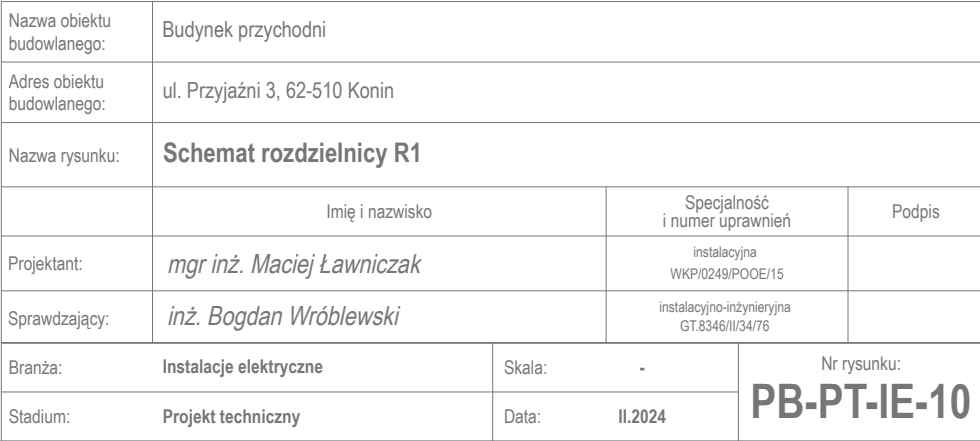 Nazwa obiektu
budowlanego:
Budynek przychodni
Adres obiektu
budowlanego:
ul. Przyjaźni 3, 62-510 Konin
Nazwa rysunku:
Schemat rozdzielnicy R1
Imię i nazwisko
Specjalność
i numer uprawnień
Podpis
Projektant:
mgr inż. Maciej Ławniczak
instalacyjna
WKP/0249/POOE/15
Sprawdzający:
inż. Bogdan Wróblewski
instalacyjno-inżynieryjna
GT.8346/II/34/76
Branża:
Instalacje elektryczne
Skala:
-
Nr rysunku:
PB-PT-IE-10
Stadium:
Projekt techniczny
Data:
II.2024